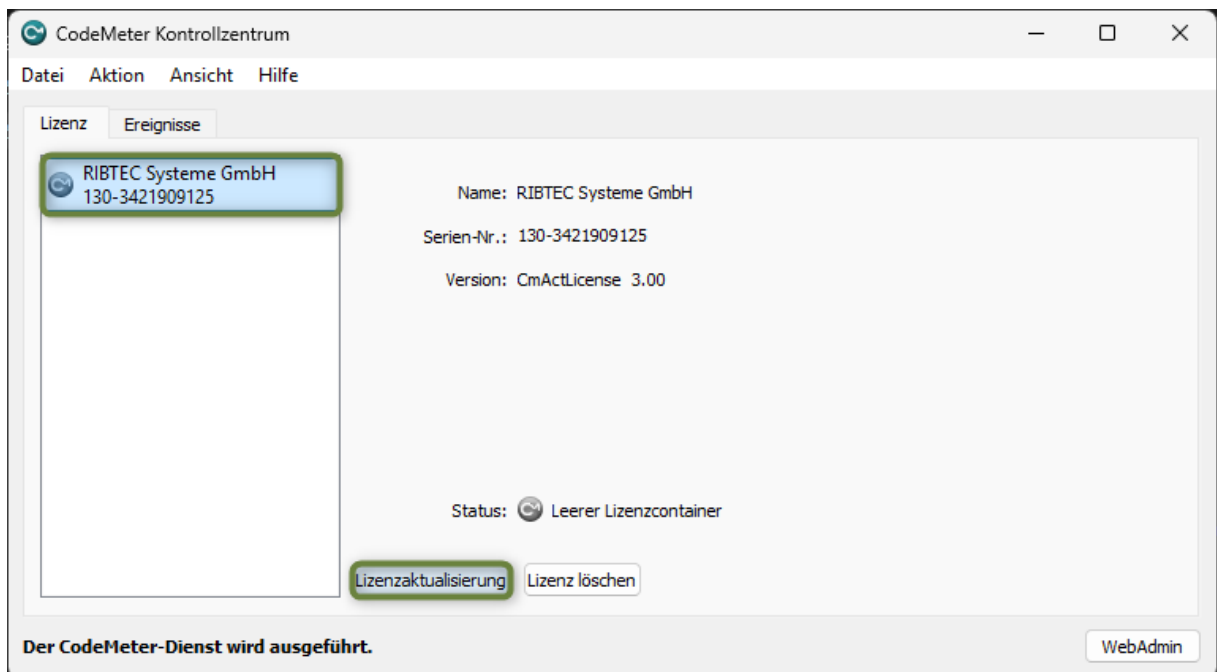 CodeMeter Kontrollzentrum
Datei Aktion Ansicht Hilfe
Lizenz Ereignisse
RIBTEC Systeme GmbH
130-3421909125
Name: RIBTEC Systeme GmbH
Serien-Nr.: 130-3421909125
Version: CmActLicense 3.00
Status: Leerer Lizenzcontainer
Lizenzaktualisierung Lizenz löschen
Der CodeMeter-Dienst wird ausgeführt. WebAdmin